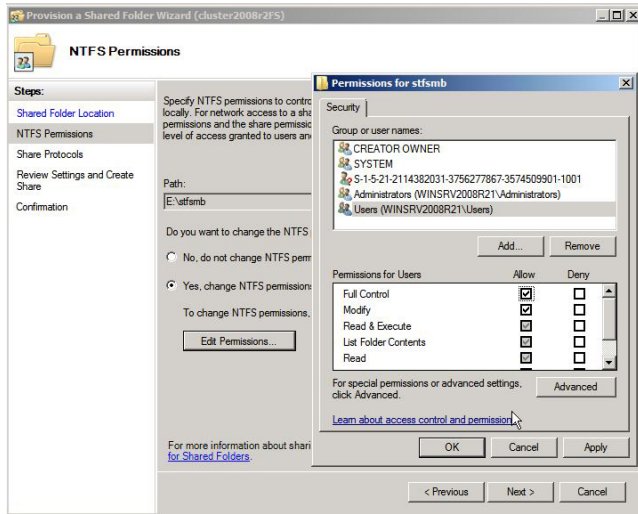 Provision a Shared Folder Wizard (cluster2008r2FS)
NTFS Permissions
Steps:
Shared Folder Location
NTFS Permissions
Share Protocols
Review Settings and Create
Share
Confirmation
Specify NTFS permissions to contro
locally. For network access to a sha
permissions and the share permissio
level of access granted to users an
Path:
E:\stfsmb
Do you want to change the NTFS
No, do not change NTFS perm
Yes, change NTFS permissions
To change NTFS permissions,
Edit Permissions...
For more information about shari
for Shared Folders.
< Previous
Next >
Cancel
Permissions for stfsmb
Security
Group or user names:
CREATOR OWNER
SYSTEM
S-1-5-21-2114382031-3756277867-3574509901-1001
Administrators (WINSRV2008R21\Administrators)
Users (WINSRV2008R21\Users)
Add...
Remove
Permissions for Users Allow Deny
Full Control
Modify
Read & Execute
List Folder Contents
Read
For special permissions or advanced settings,
click Advanced.
Advanced
Learn about access control and permission
OK
Cancel
Apply